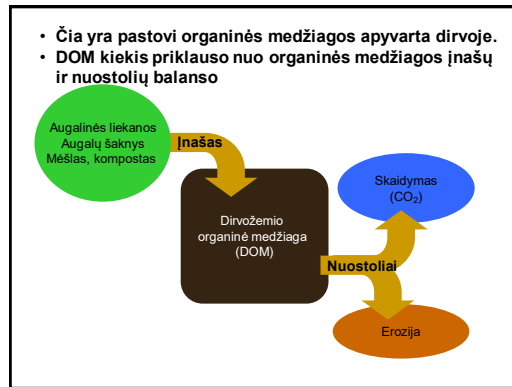 • Čia yra pastovi organinės medžiagos apyvarta dirvoje.
• DOM kiekis priklauso nuo organinės medžiagos įnašų
ir nuostolių balanso
Augalinės liekanos
Augalų šaknys
Mėšlas, kompostas
Įnašas
Dirvožemio
organinė medžiaga
(DOM)
Skaidymas
(CO₂)
Nuostoliai
Erozija